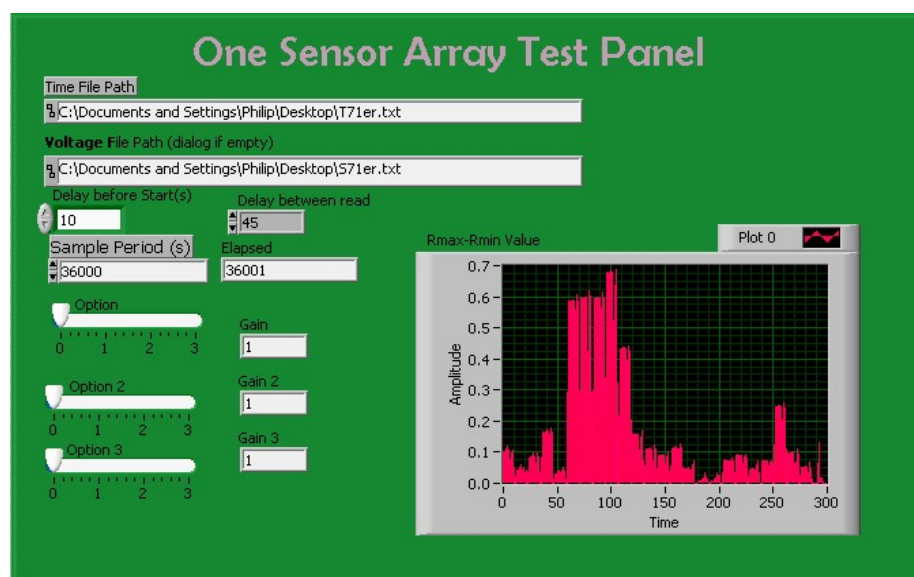 One Sensor Array Test Panel
Time File Path
C:\Documents and Settings\Philip\Desktop\T71er.txt
Voltage File Path (dialog if empty)
C:\Documents and Settings\Philip\Desktop\S71er.txt
Delay before Start(s)
Delay between read
10
45
Sample Period (s)
Elapsed
36000
36001
Option
0 1 2 3
Gain
1
Option 2
0 1 2 3
Gain 2
1
Option 3
0 1 2 3
Gain 3
1
Rmax-Rmin Value
Plot 0
Amplitude
0.7
0.6
0.5
0.4
0.3
0.2
0.1
0.0
0 50 100 150 200 250 300
Time